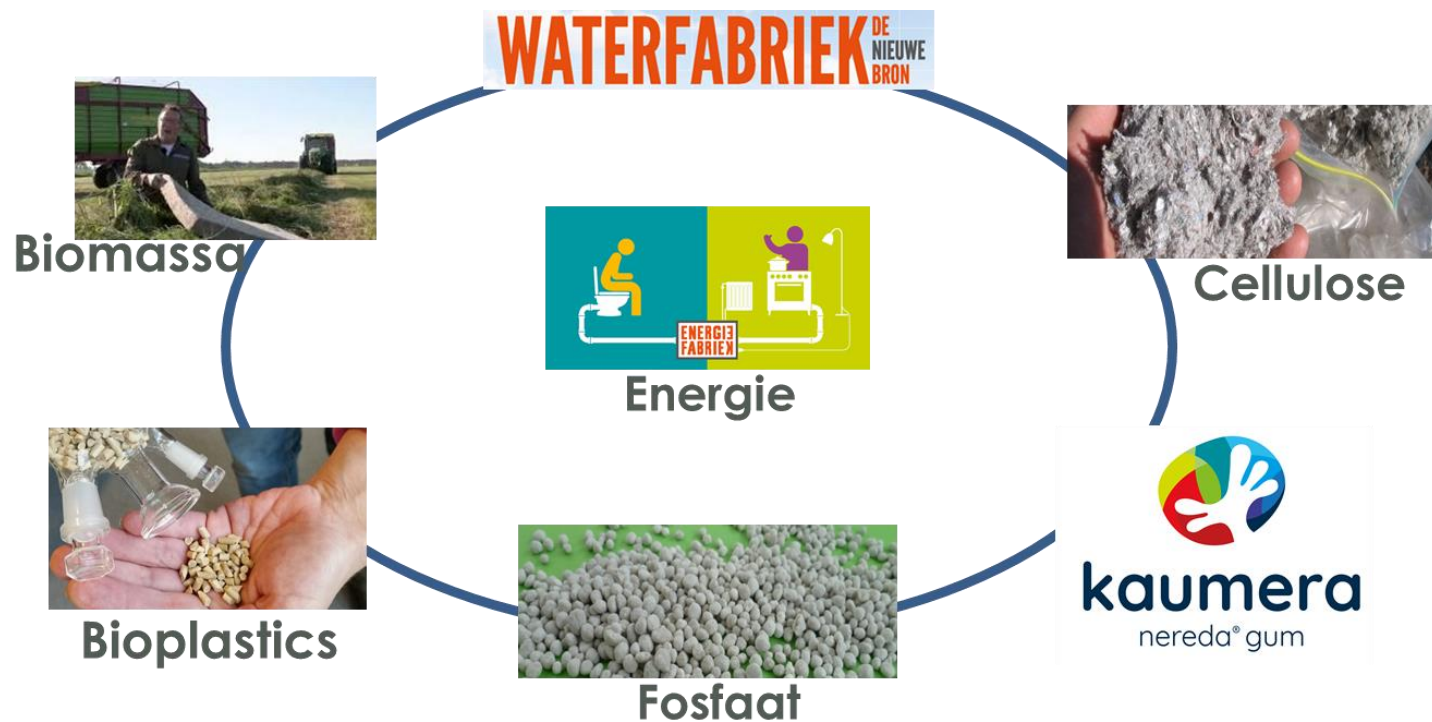 WATERFABRIEK
DE
NIEUWE
BRON
Biomassa
Cellulose
ENERGIE
FABRIEK
Energie
Bioplastics
kaumera
nereda® gum
Fosfaat